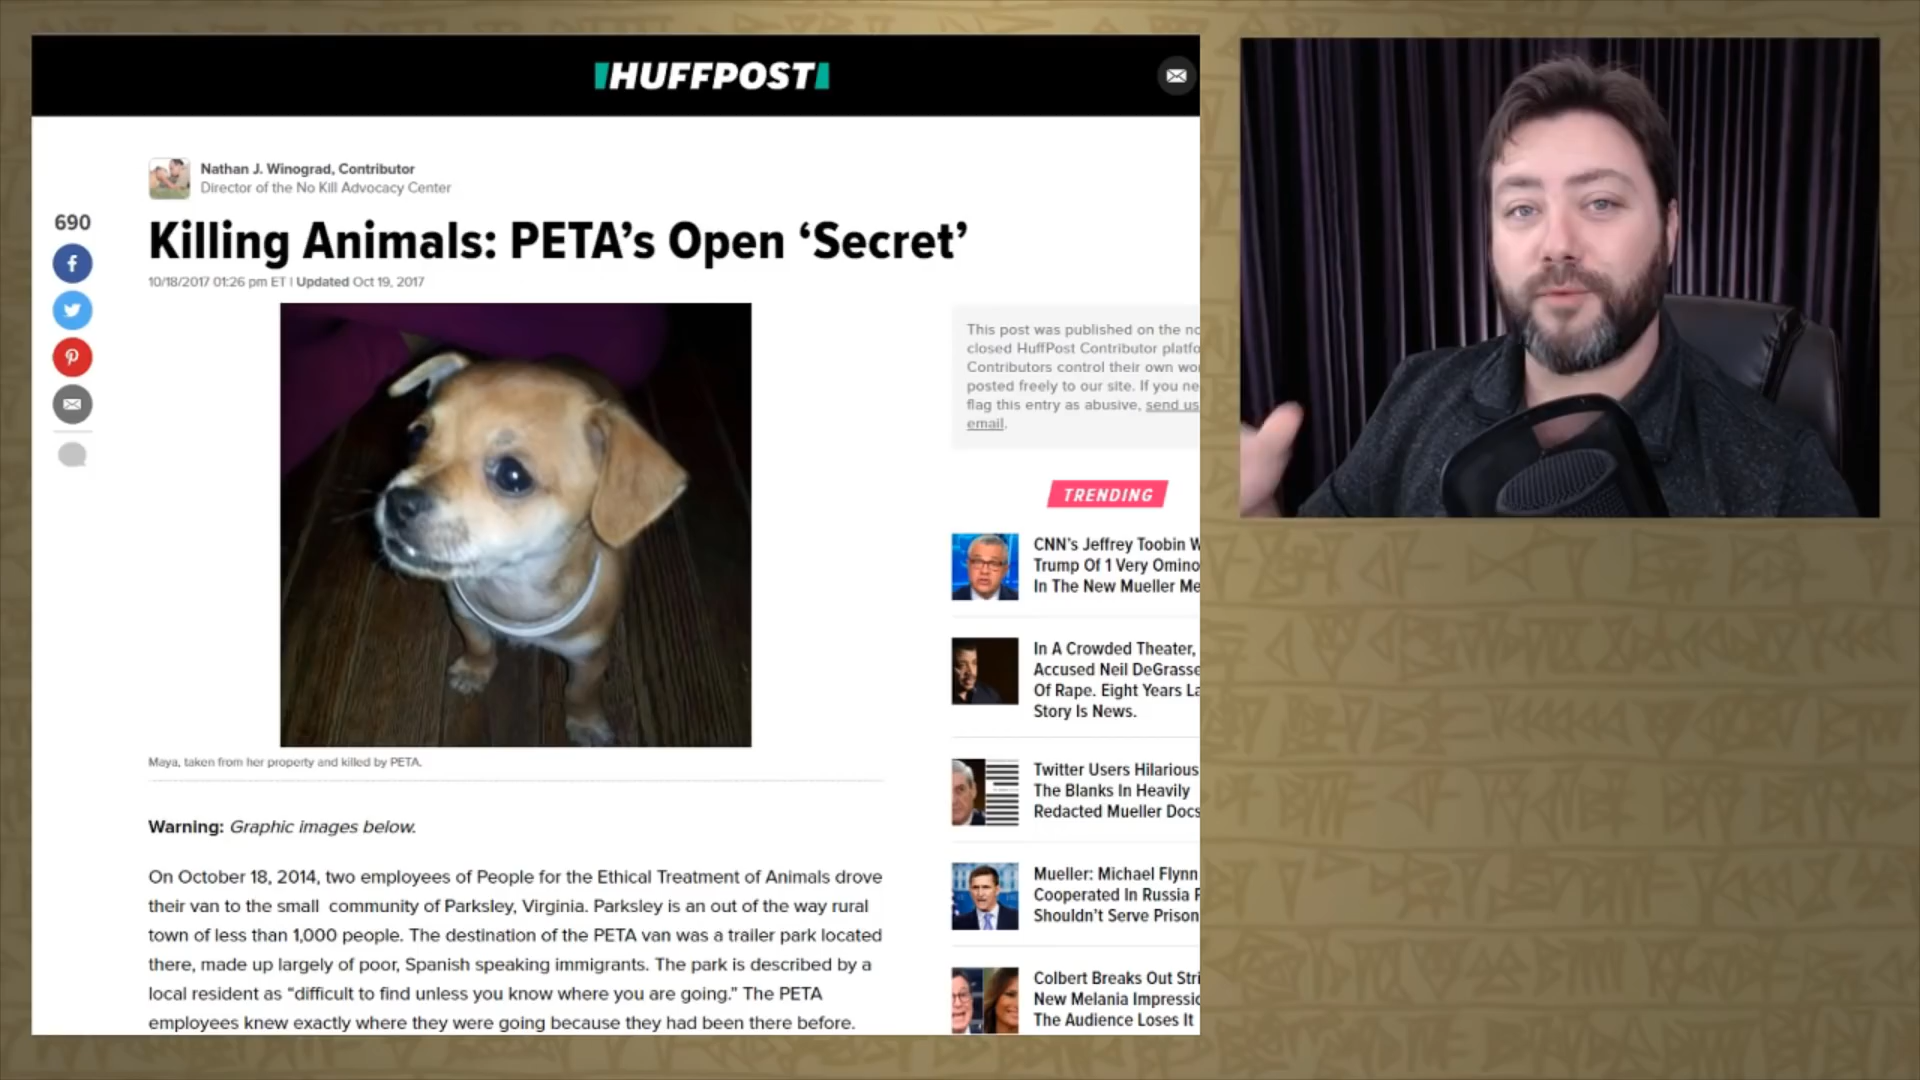 HUFFPOST
Nathan J. Winograd, Contributor
Director of the No Kill Advocacy Center
690
Killing Animals: PETA’s Open ‘Secret’
10/18/2017 01:26 pm ET | Updated Oct 19, 2017
Maya, taken from her property and killed by PETA.
Warning: Graphic images below.
On October 18, 2014, two employees of People for the Ethical Treatment of Animals drove
their van to the small community of Parksley, Virginia. Parksley is an out of the way rural
town of less than 1,000 people. The destination of the PETA van was a trailer park located
there, made up largely of poor, Spanish speaking immigrants. The park is described by a
local resident as “difficult to find unless you know where you are going.” The PETA
employees knew exactly where they were going because they had been there before.
This post was published on the
closed HuffPost Contributor
Contributors control their own
posted freely to our site. If you
flag this entry as abusive, send us
email.
TRENDING
CNN’s Jeffrey Toobin
Trump Of 1 Very
In The New Mueller
In A Crowded Theater,
Accused Neil DeGrasse
Of Rape. Eight Years
Story Is News.
Twitter Users
The Blanks In Heavily
Redacted Mueller Docs
Mueller: Michael Flynn
Cooperated In Russia
Shouldn’t Serve Prison
Colbert Breaks Out
New Melania
The Audience Loses It